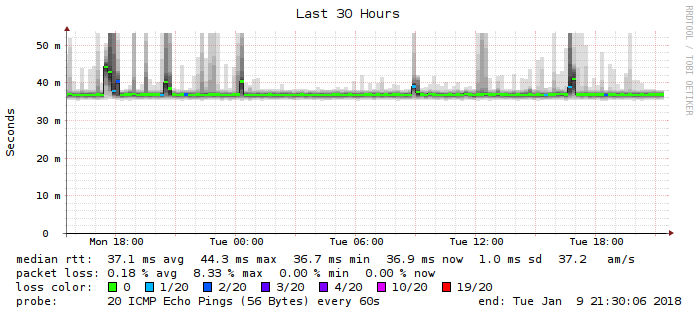 Last 30 Hours
RRDTOOL / TOBI OETIKER
Seconds
50 m
40 m
30 m
20 m
10 m
0
Mon 18:00 Tue 00:00 Tue 06:00 Tue 12:00 Tue 18:00
median rtt: 37.1 ms avg 44.3 ms max 36.7 ms min 36.9 ms now 1.0 ms sd 37.2 am/s
packet loss: 0.18 % avg 8.33 % max 0.00 % min 0.00 % now
loss color: 0 1/20 2/20 3/20 4/20 10/20 19/20
probe: 20 ICMP Echo Pings (56 Bytes) every 60s end: Tue Jan 9 21:30:06 2018